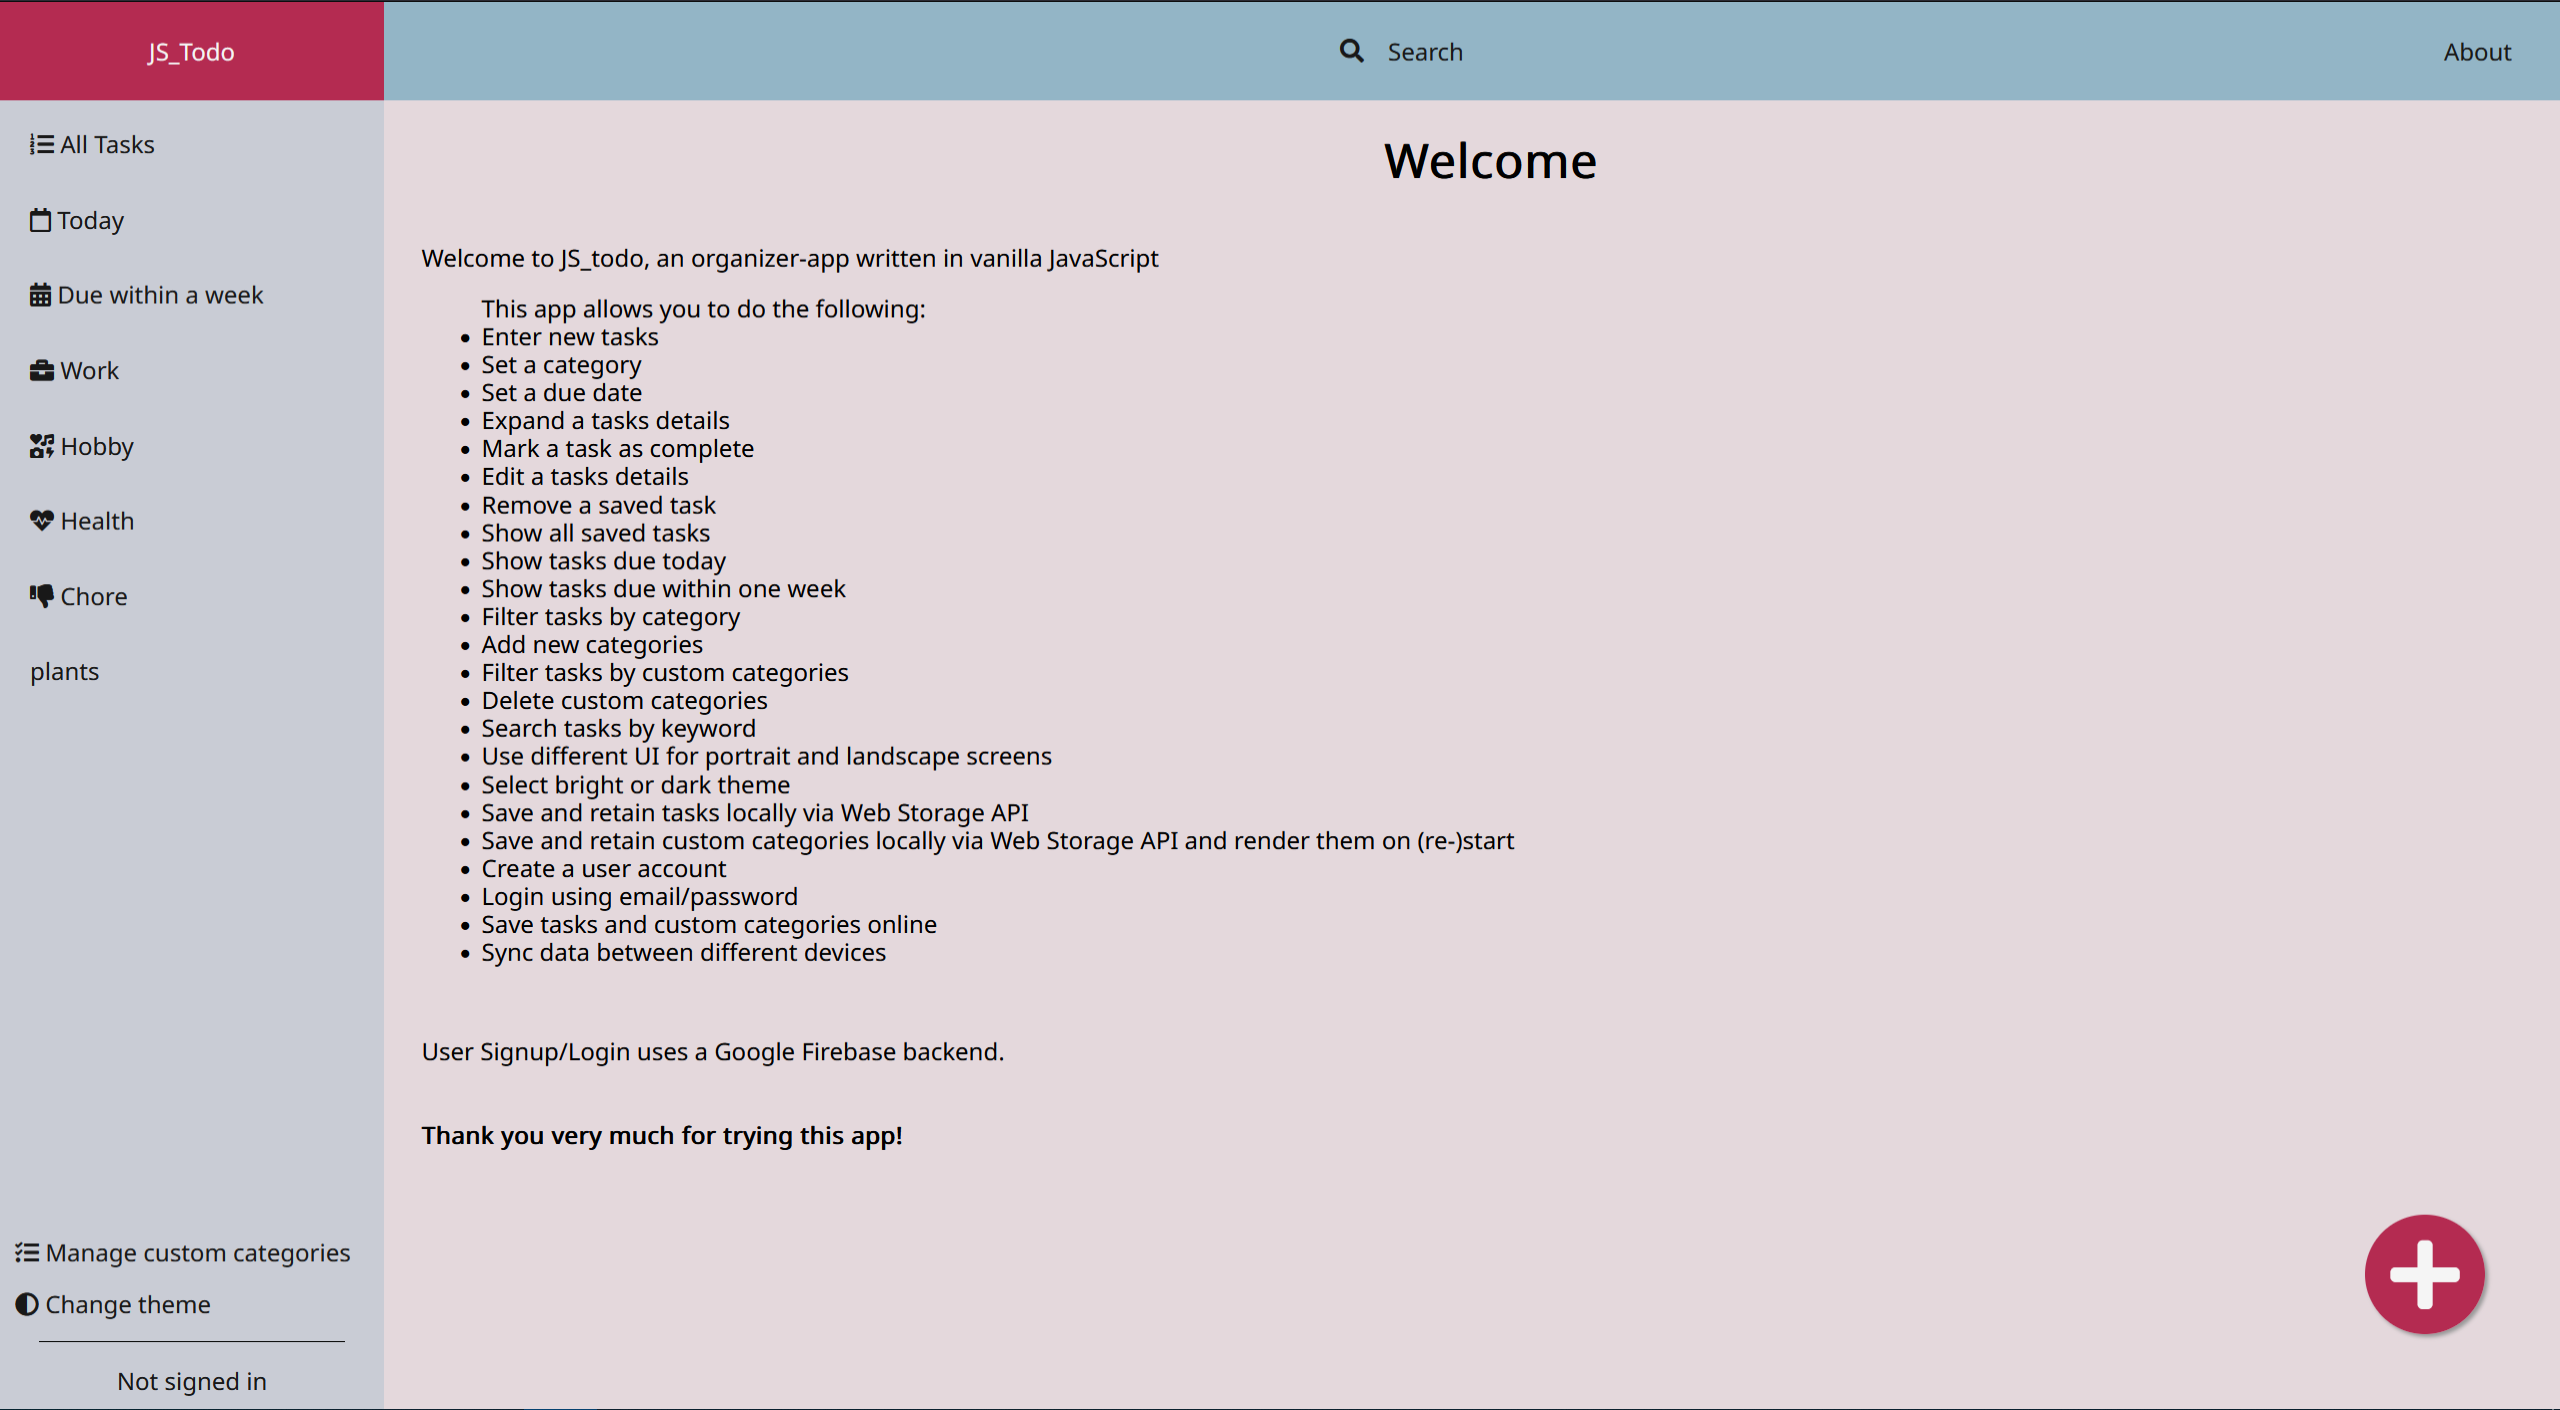 JS_Todo
Search
About
All Tasks
Today
Due within a week
Work
Hobby
Health
Chore
plants
Manage custom categories
Change theme
Not signed in
Welcome
Welcome to JS_todo, an organizer-app written in vanilla JavaScript
This app allows you to do the following:
Enter new tasks
Set a category
Set a due date
Expand a tasks details
Mark a task as complete
Edit a tasks details
Remove a saved task
Show all saved tasks
Show tasks due today
Show tasks due within one week
Filter tasks by category
Add new categories
Filter tasks by custom categories
Delete custom categories
Search tasks by keyword
Use different UI for portrait and landscape screens
Select bright or dark theme
Save and retain tasks locally via Web Storage API
Save and retain custom categories locally via Web Storage API and render them on (re-)start
Create a user account
Login using email/password
Save tasks and custom categories online
Sync data between different devices
User Signup/Login uses a Google Firebase backend.
Thank you very much for trying this app!